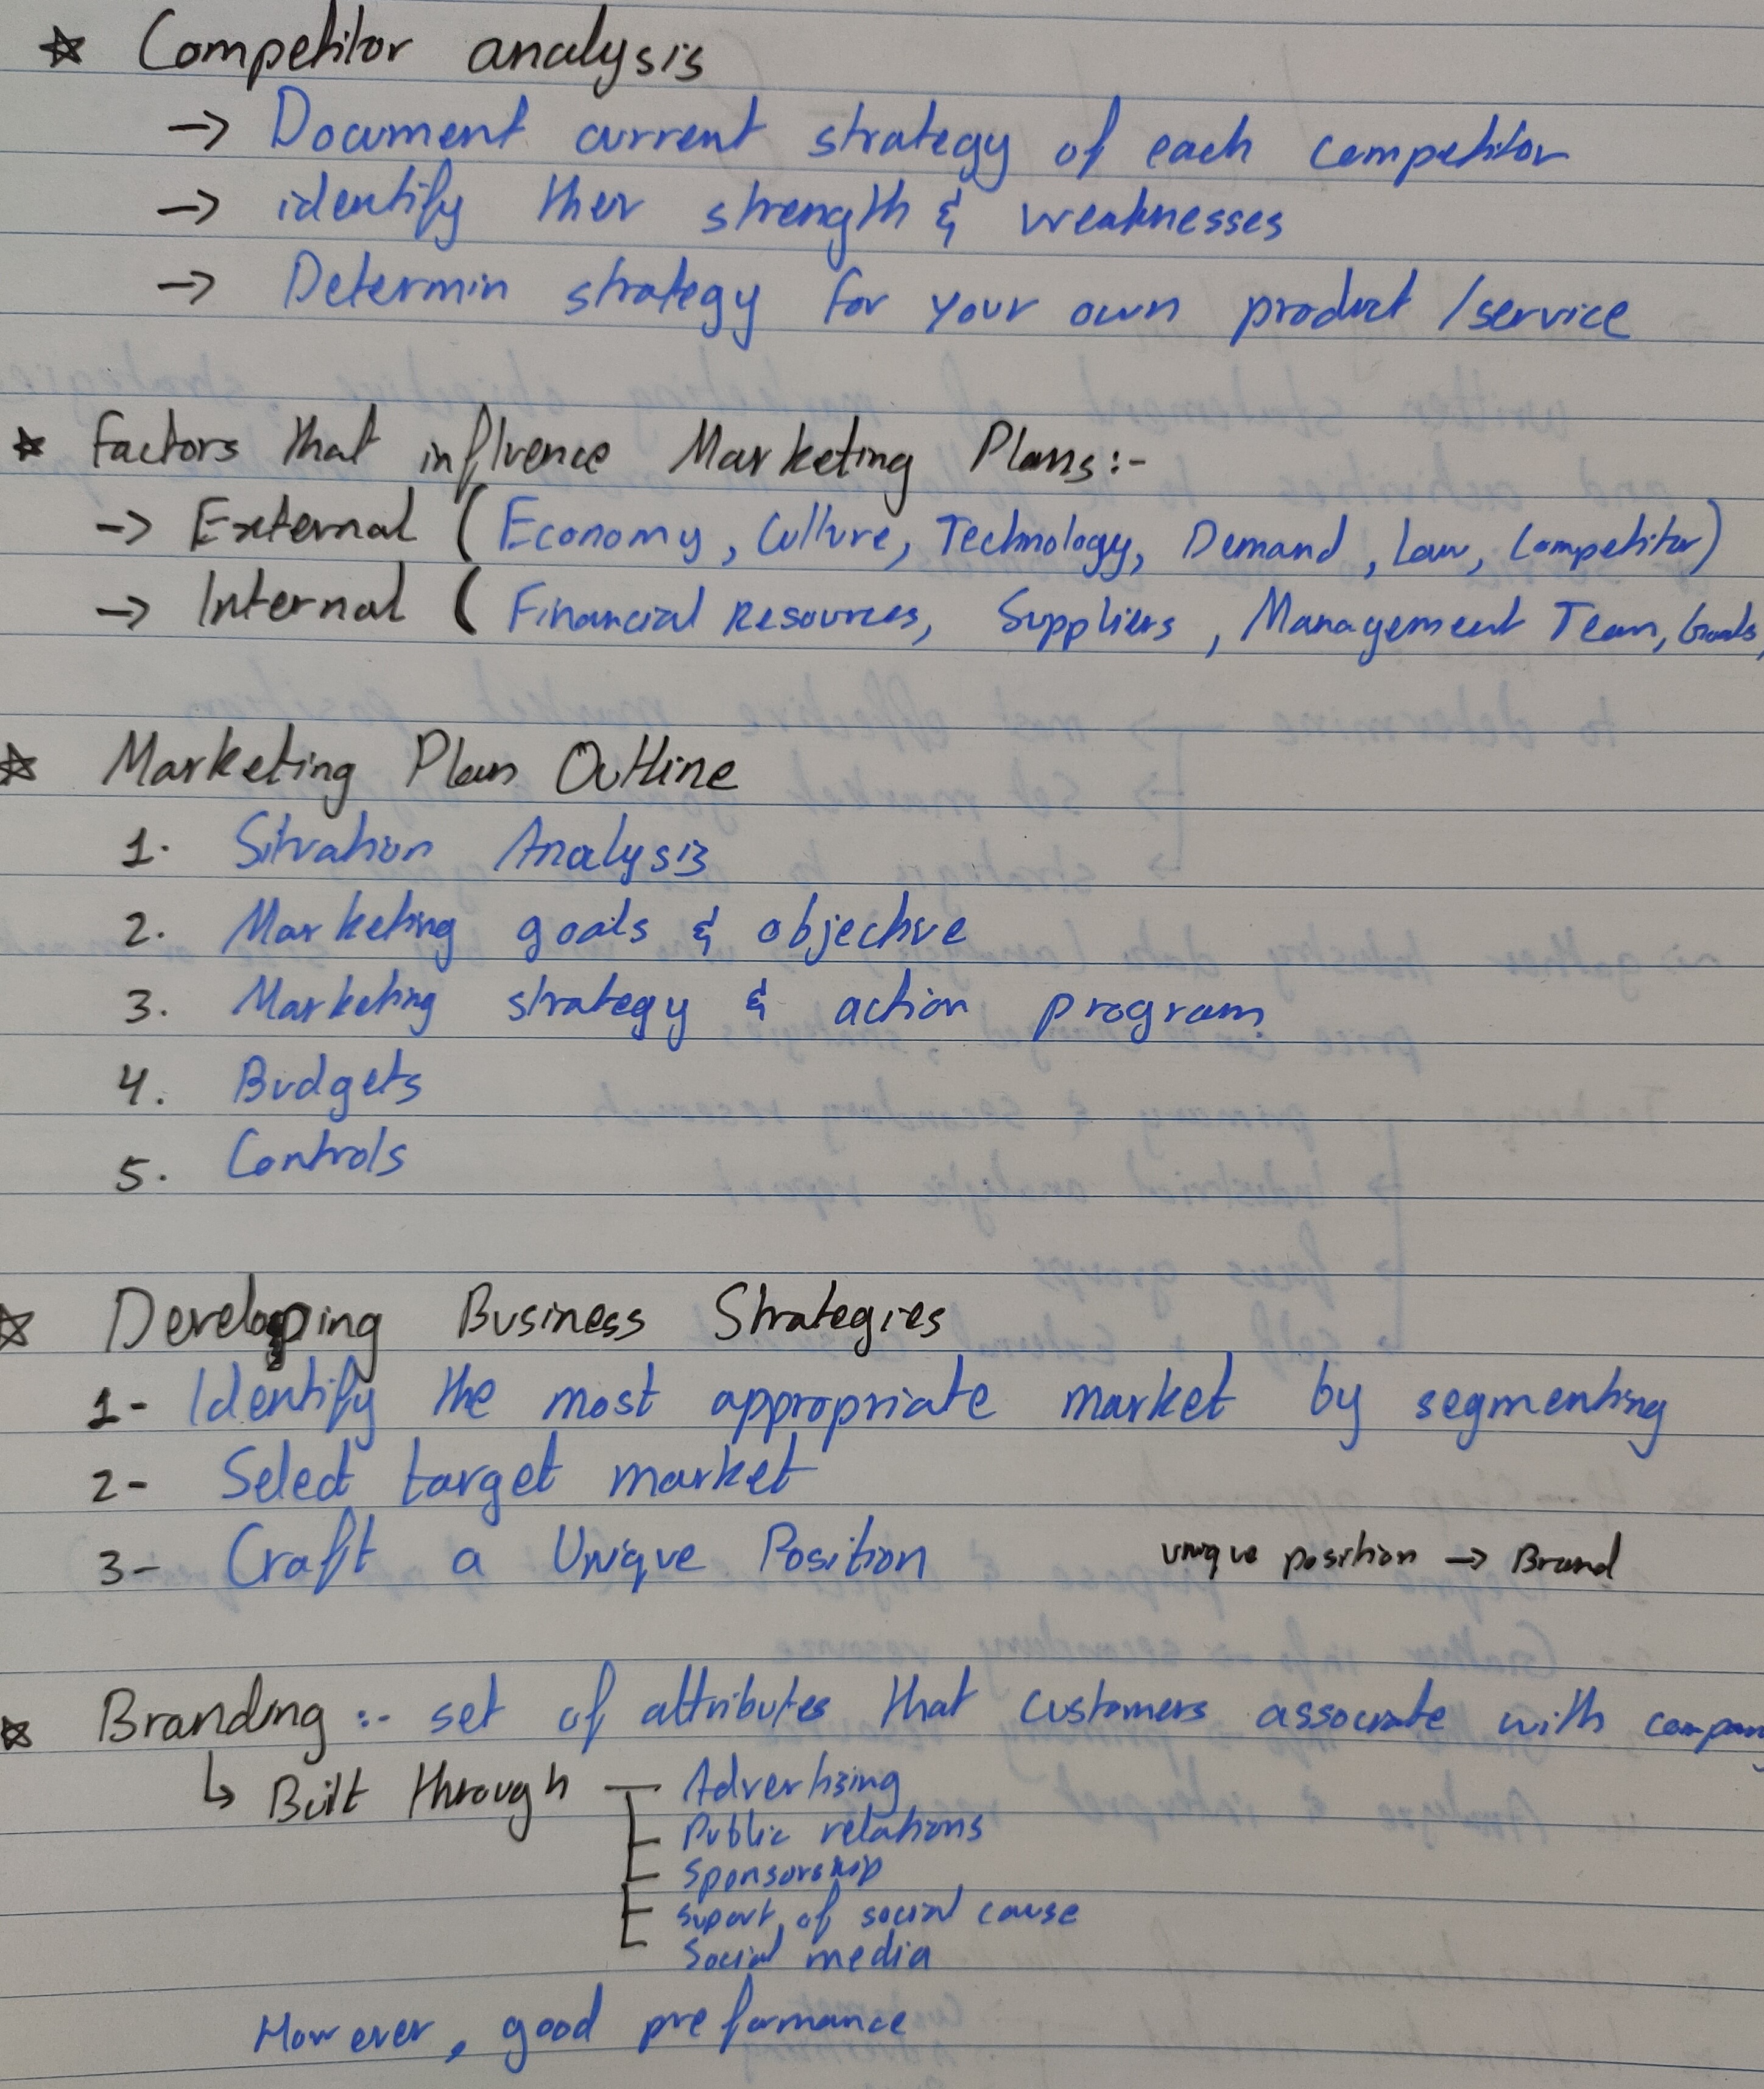 ☆ Competitor analysis
→ Document current strategy of each competitor
→ identify ther strength & weaknesses
→ Determin strategy for your own product /service
☆ Factors that influence Marketing Plans:-
→ External (Economy, Culture, Technology, Demand, Law, Competitor)
→ Internal (Financial Resources, Suppliers, Management Team, Goals,
☆ Marketing Plan Outline
1. Situation Analysis
2. Marketing goals & objective
3. Marketing strategy & action program
4. Budgets
5. Controls
☆ Developing Business Strategies
1- Identify the most appropriate market by segmenting
2- Select target market
3- Craft a Unique Position unique position → Brand
☆ Branding :- set of attributes that customers associate with company
↳ Built through — Advertising
Public relations
Sponsorship
suport of social cause
Social media
However, good preformance